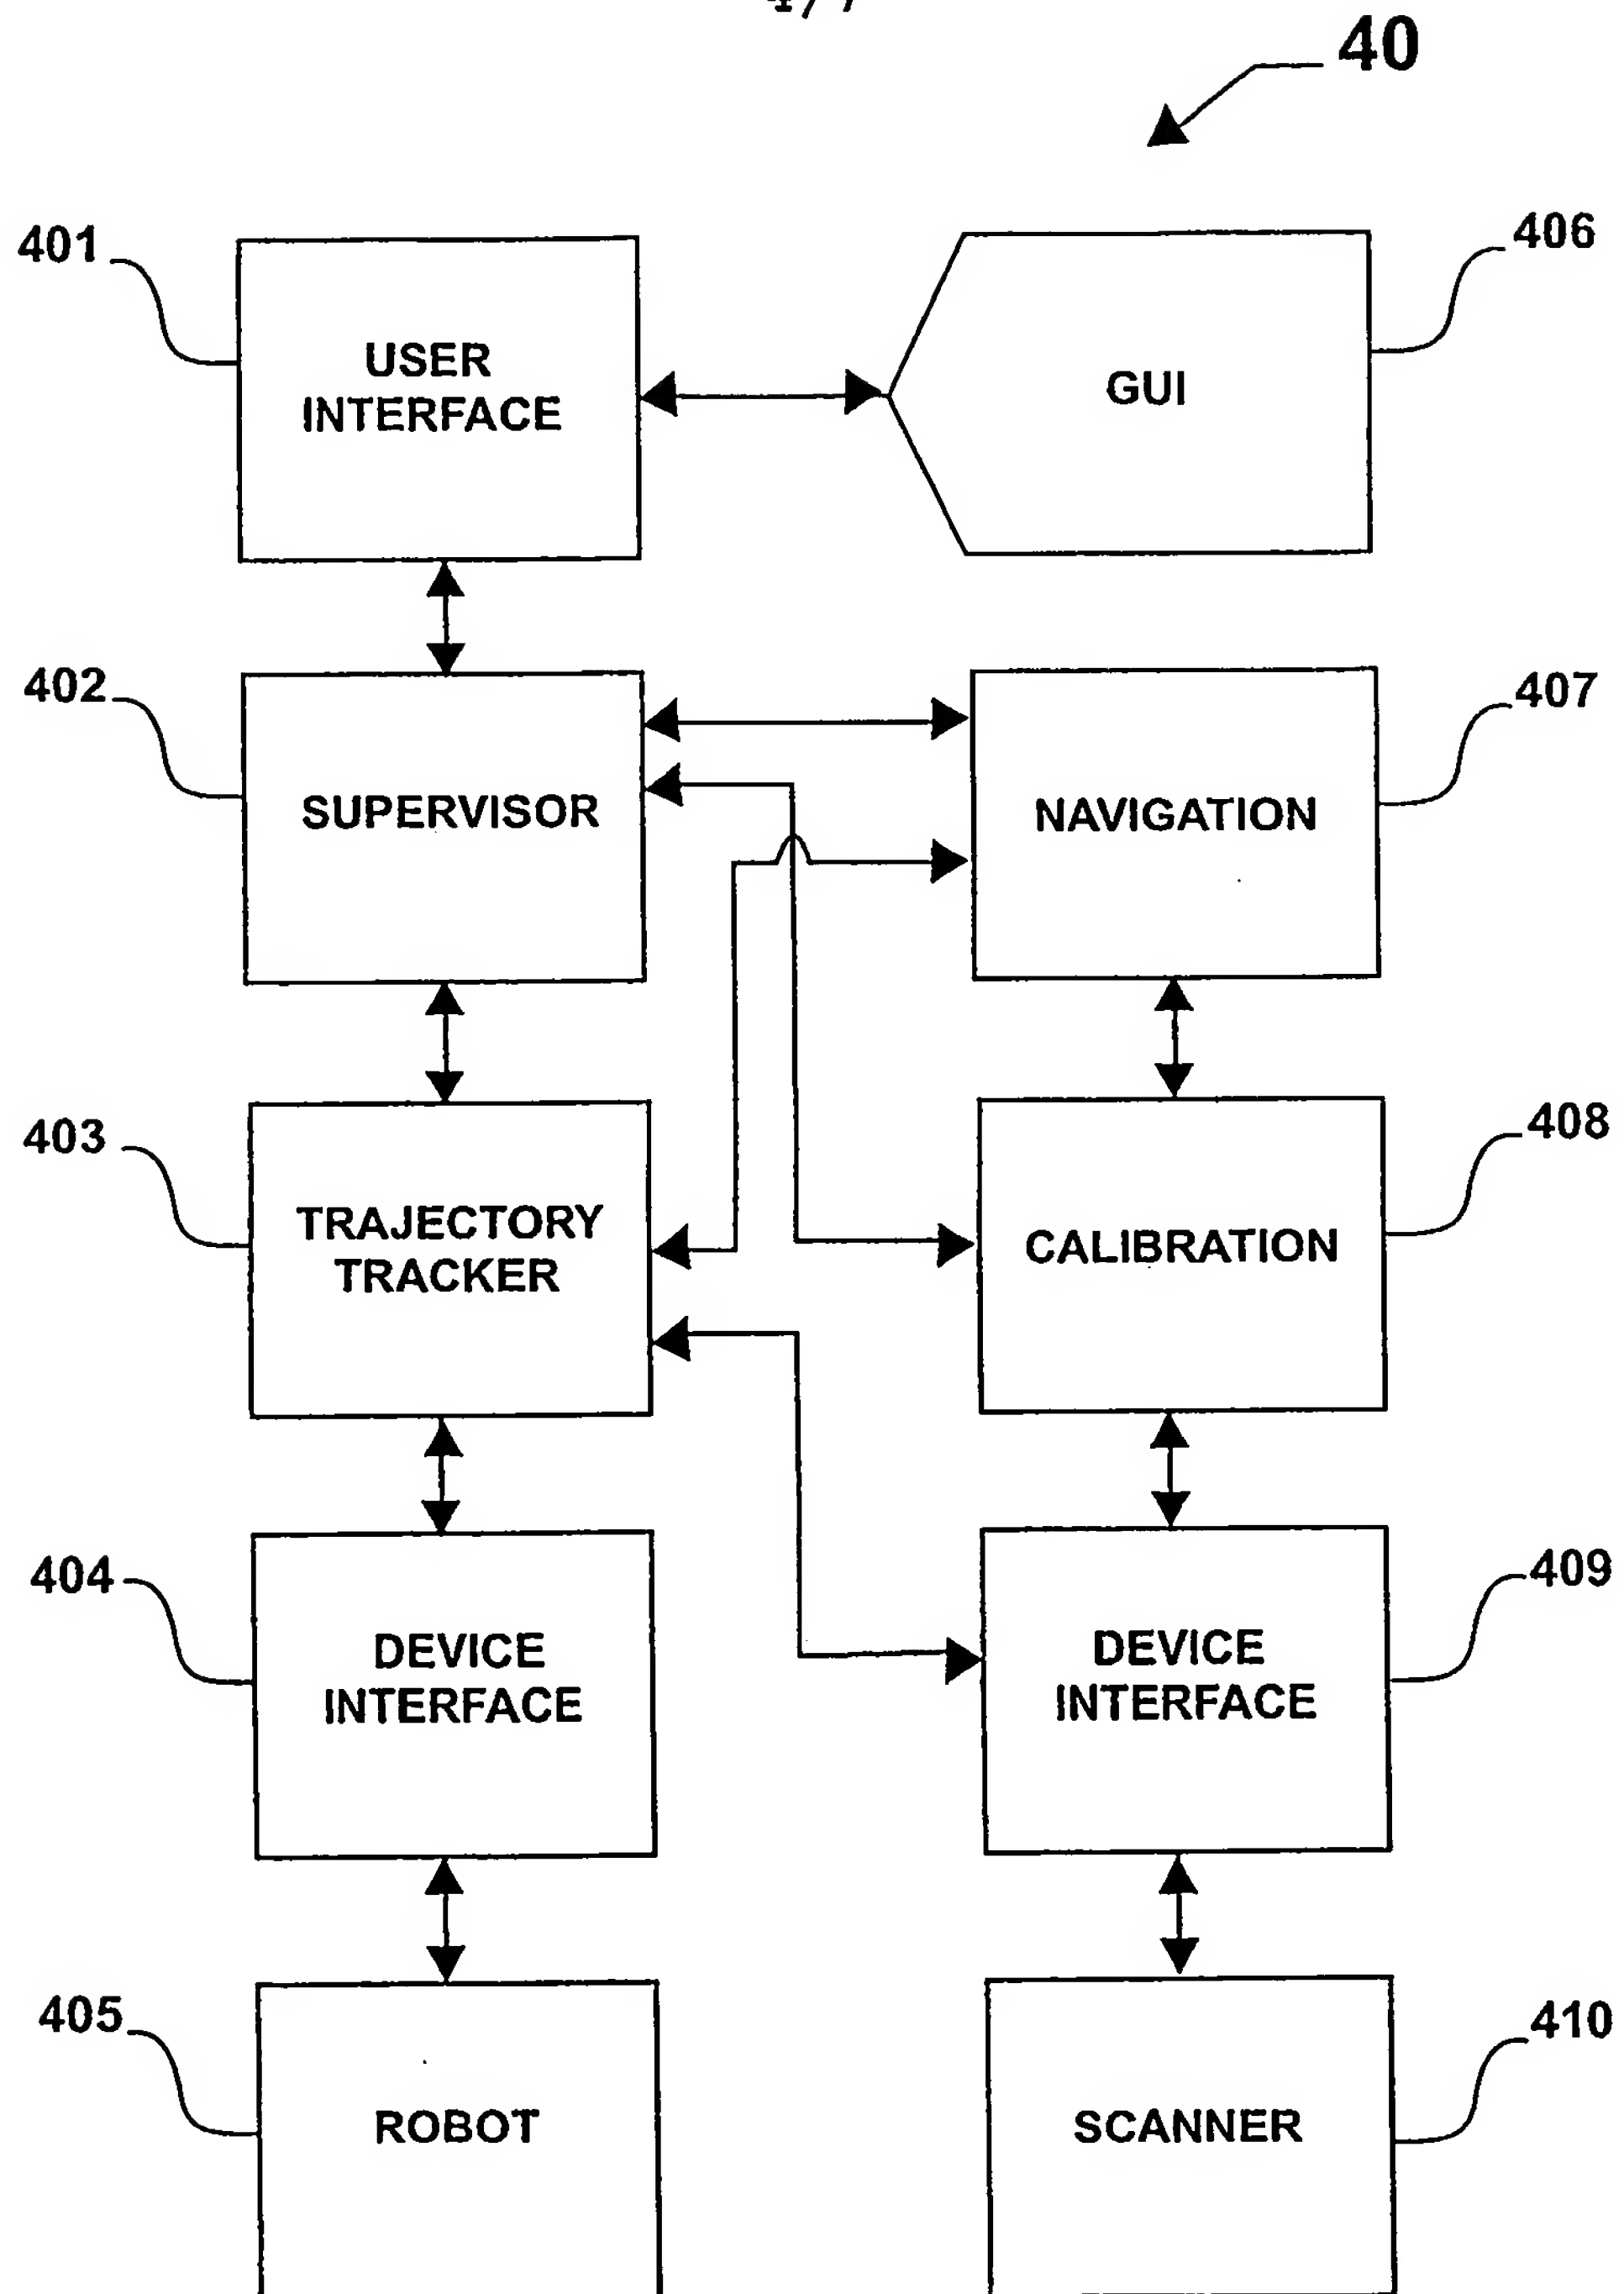 40
401
USER
INTERFACE
GUI
406
402
SUPERVISOR
NAVIGATION
407
403
TRAJECTORY
TRACKER
CALIBRATION
408
404
DEVICE
INTERFACE
DEVICE
INTERFACE
409
405
ROBOT
SCANNER
410